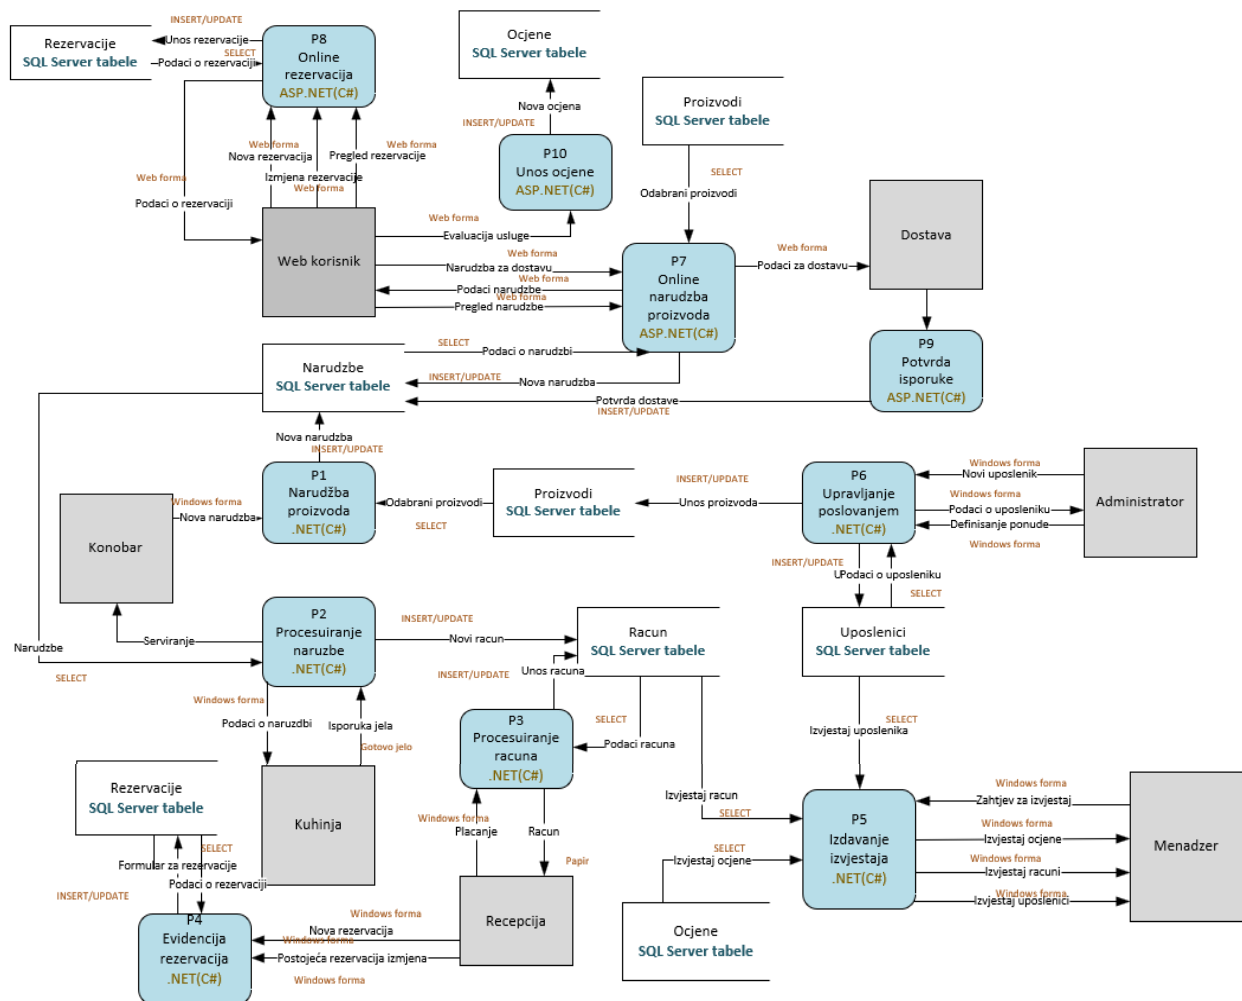 INSERT/UPDATE
Rezervacije
SQL Server tabele
Unos rezervacije
SELECT
Podaci o rezervaciji
P8
Online
rezervacija
ASP.NET(C#)
Ocjene
SQL Server tabele
Nova ocjena
INSERT/UPDATE
Proizvodi
SQL Server tabele
P10
Unos ocjene
ASP.NET(C#)
Web forma
Nova rezervacija
Web forma
Pregled rezervacije
Izmjena rezervacije
Web forma
Web forma
Podaci o rezervaciji
SELECT
Odabrani proizvodi
Web korisnik
Web forma
Evaluacija usluge
Web forma
Narudzba za dostavu
Web forma
Podaci narudzbe
Web forma
Pregled narudzbe
P7
Online
narudzba
proizvoda
ASP.NET(C#)
Web forma
Podaci za dostavu
Dostava
P9
Potvrda
isporuke
ASP.NET(C#)
SELECT
Podaci o narudzbi
Narudzbe
SQL Server tabele
INSERT/UPDATE
Nova narudzba
Potvrda dostave
INSERT/UPDATE
Nova narudzba
INSERT/UPDATE
P1
Narudžba
proizvoda
.NET(C#)
Windows forma
Nova narudzba
Konobar
Odabrani proizvodi
SELECT
Proizvodi
SQL Server tabele
INSERT/UPDATE
Unos proizvoda
P6
Upravljanje
poslovanjem
.NET(C#)
Windows forma
Novi uposlenik
Windows forma
Podaci o uposleniku
Definisanje ponude
Windows forma
Administrator
INSERT/UPDATE
UPodaci o uposleniku
SELECT
P2
Procesuiranje
naruzbe
.NET(C#)
Serviranje
Narudzbe
SELECT
INSERT/UPDATE
Novi racun
Racun
SQL Server tabele
Uposlenici
SQL Server tabele
INSERT/UPDATE
Unos racuna
Windows forma
Podaci o naruzdbi
Isporuka jela
Gotovo jelo
P3
Procesuiranje
racuna
.NET(C#)
SELECT
Podaci racuna
SELECT
Izvjestaj uposlenika
Rezervacije
SQL Server tabele
Kuhinja
Windows forma
Placanje
Racun
Papir
Izvjestaj racun
SELECT
P5
Izdavanje
izvjestaja
.NET(C#)
Zahtjev za izvjestaj
Windows forma
Windows forma
Izvjestaj ocjene
Windows forma
Izvjestaj racuni
Windows forma
Izvjestaj uposlenici
Menadzer
SELECT
Formular za rezervacije
Podaci o rezervaciji
INSERT/UPDATE
SELECT
Izvjestaj ocjene
P4
Evidencija
rezervacija
.NET(C#)
Windows forma
Nova rezervacija
Windows forma
Postojeća rezervacija izmjena
Windows forma
Recepcija
Ocjene
SQL Server tabele